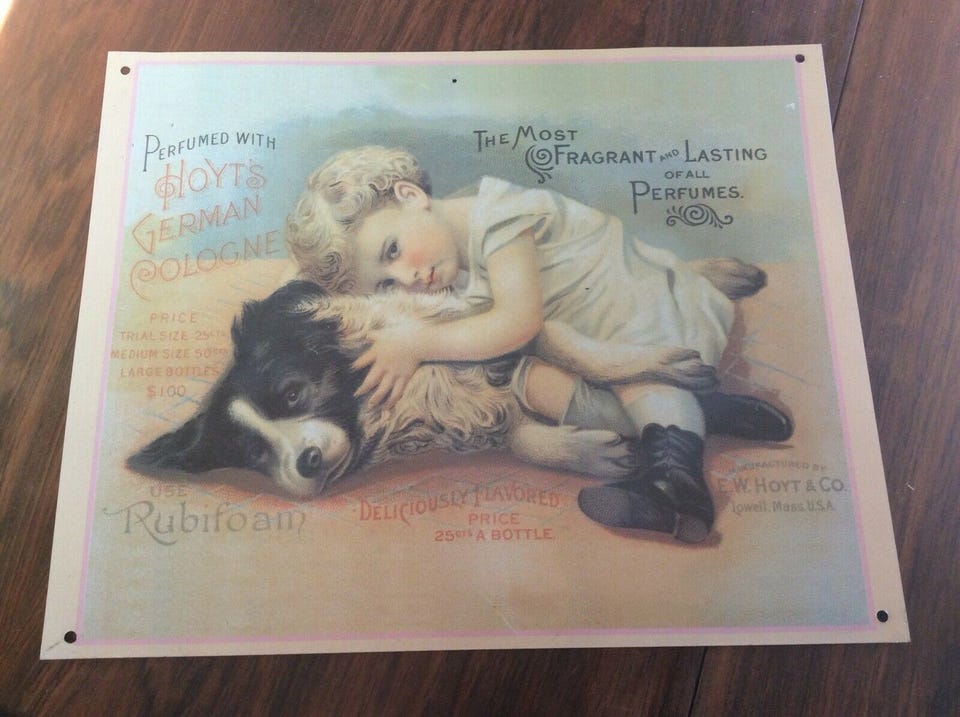 PERFUMED WITH
HOYT'S
GERMAN
COLOGNE
THE MOST
FRAGRANT AND LASTING
OF ALL
PERFUMES.
PRICE
TRIAL SIZE 25CTS
MEDIUM SIZE 50CTS
LARGE BOTTLES
$1.00
USE
Rubifoam
DELICIOUSLY FLAVORED
PRICE
25CTS A BOTTLE.
MANUFACTURED BY
E.W. HOYT & CO.
Lowell, Mass. U.S.A.